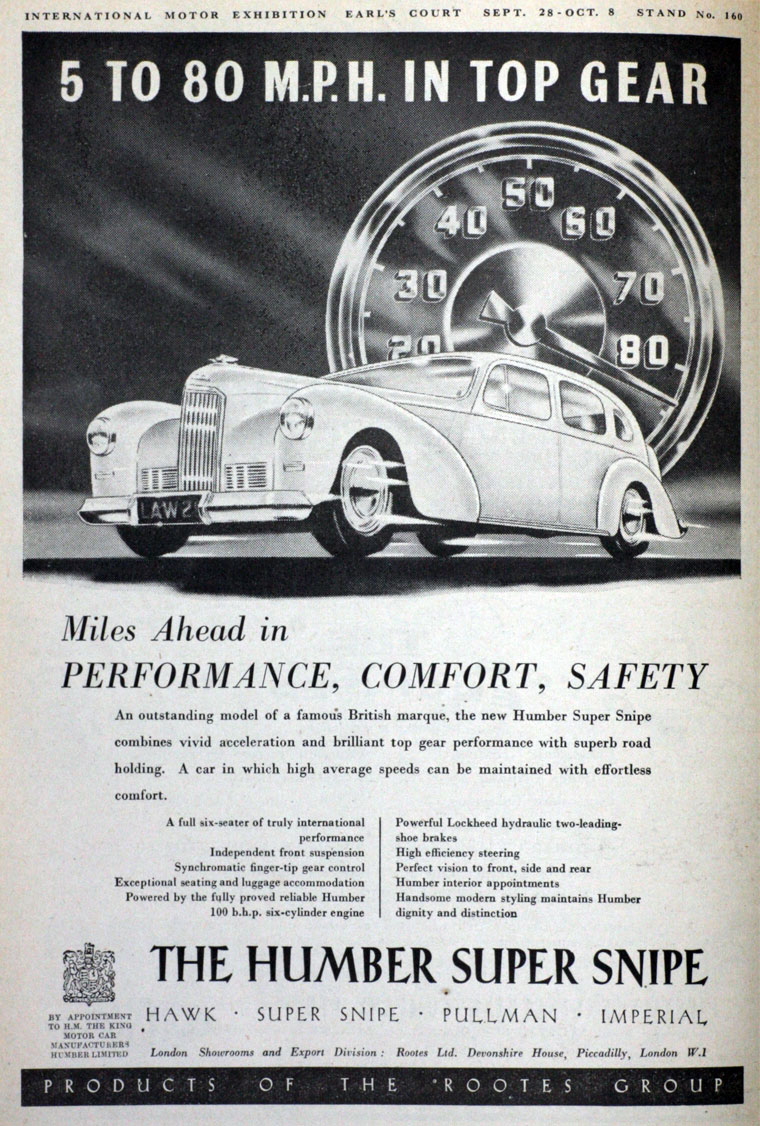 INTERNATIONAL MOTOR EXHIBITION EARL'S COURT SEPT. 28-OCT. 8 STAND No. 160
5 TO 80 M.P.H. IN TOP GEAR
50
40 60
30 70
20 80
LAW 2
Miles Ahead in
PERFORMANCE, COMFORT, SAFETY
An outstanding model of a famous British marque, the new Humber Super Snipe
combines vivid acceleration and brilliant top gear performance with superb road
holding. A car in which high average speeds can be maintained with effortless
comfort.
A full six-seater of truly international
performance
Independent front suspension
Synchromatic finger-tip gear control
Exceptional seating and luggage accommodation
Powered by the fully proved reliable Humber
100 b.h.p. six-cylinder engine
Powerful Lockheed hydraulic two-leading-
shoe brakes
High efficiency steering
Perfect vision to front, side and rear
Humber interior appointments
Handsome modern styling maintains Humber
dignity and distinction
THE HUMBER SUPER SNIPE
HAWK · SUPER SNIPE · PULLMAN · IMPERIAL
BY APPOINTMENT
TO H.M. THE KING
MOTOR CAR
MANUFACTURERS
HUMBER LIMITED
London Showrooms and Export Division: Rootes Ltd. Devonshire House, Piccadilly, London W.1
PRODUCTS OF THE ROOTES GROUP